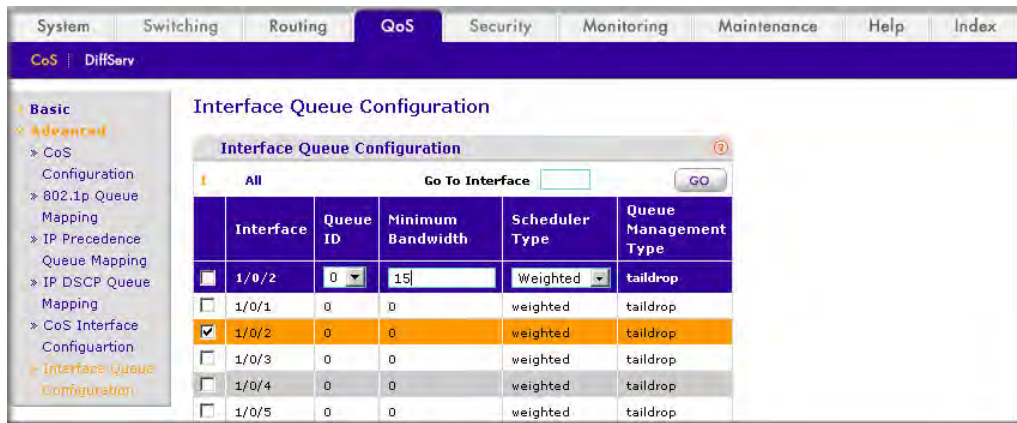 System Switching Routing QoS Security Monitoring Maintenance Help Index
CoS | DiffServ
Basic
Advanced
» CoS
Configuration
» 802.1p Queue
Mapping
» IP Precedence
Queue Mapping
» IP DSCP Queue
Mapping
» CoS Interface
Configuartion
» Interface Queue
Configuration
Interface Queue Configuration
Interface Queue Configuration ?
1 All Go To Interface GO
Interface Queue ID Minimum Bandwidth Scheduler Type Queue Management Type
1/0/2 0 15 Weighted taildrop
1/0/1 0 0 weighted taildrop
1/0/2 0 0 weighted taildrop
1/0/3 0 0 weighted taildrop
1/0/4 0 0 weighted taildrop
1/0/5 0 0 weighted taildrop